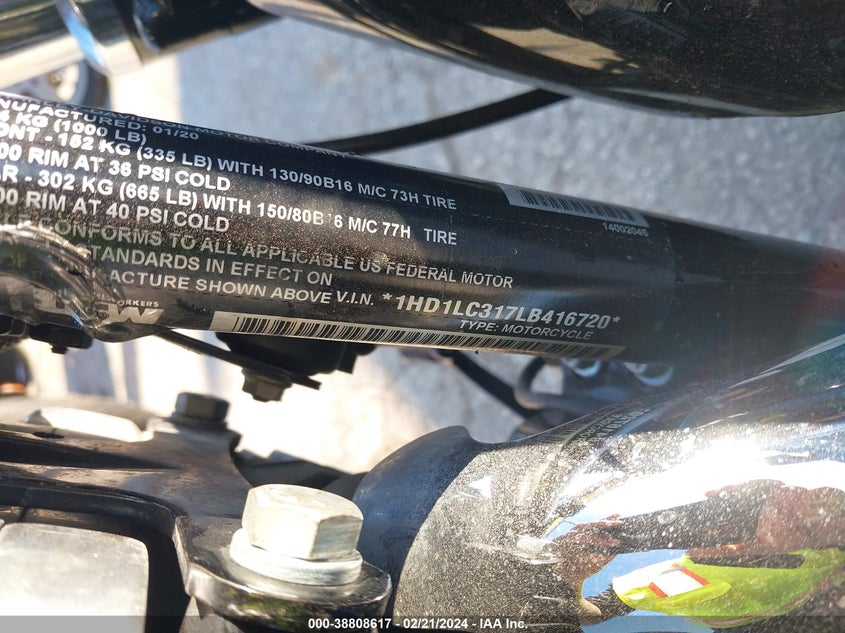 NUFACTURED: 01/20
KG (1000 LB)
ONT - 152 KG (335 LB) WITH 130/90B16 M/C 73H TIRE
00 RIM AT 36 PSI COLD
AR - 302 KG (665 LB) WITH 150/80B16 M/C 77H TIRE
00 RIM AT 40 PSI COLD
CONFORMS TO ALL APPLICABLE US FEDERAL MOTOR
STANDARDS IN EFFECT ON
ACTURE SHOWN ABOVE V.I.N. *1HD1LC317LB416720*
TYPE: MOTORCYCLE
14002045
000-38808617 - 02/21/2024 - IAA Inc.